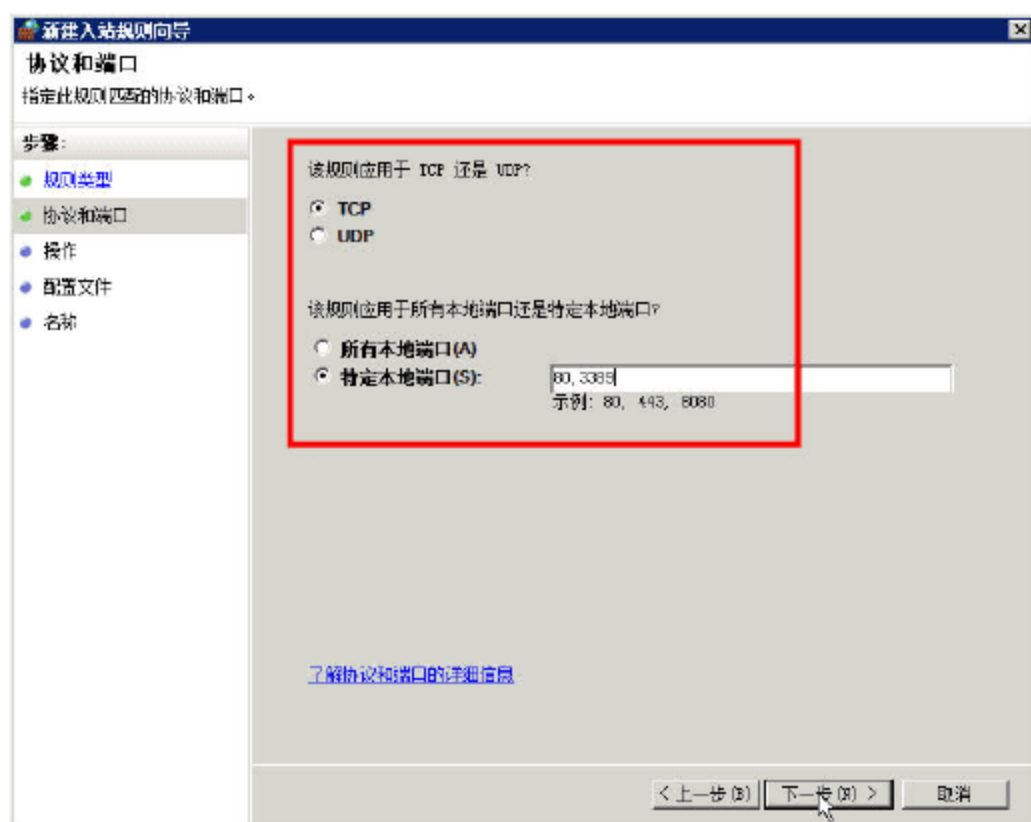 新建入站规则向导
协议和端口
指定此规则匹配的协议和端口。
步骤:
规则类型
协议和端口
操作
配置文件
名称
该规则应用于 TCP 还是 UDP?
TCP
UDP
该规则应用于所有本地端口还是特定本地端口?
所有本地端口(A)
特定本地端口(S):
80,3389
示例: 80, 443, 8080
了解协议和端口的详细信息
< 上一步(B)
下一步(N) >
取消